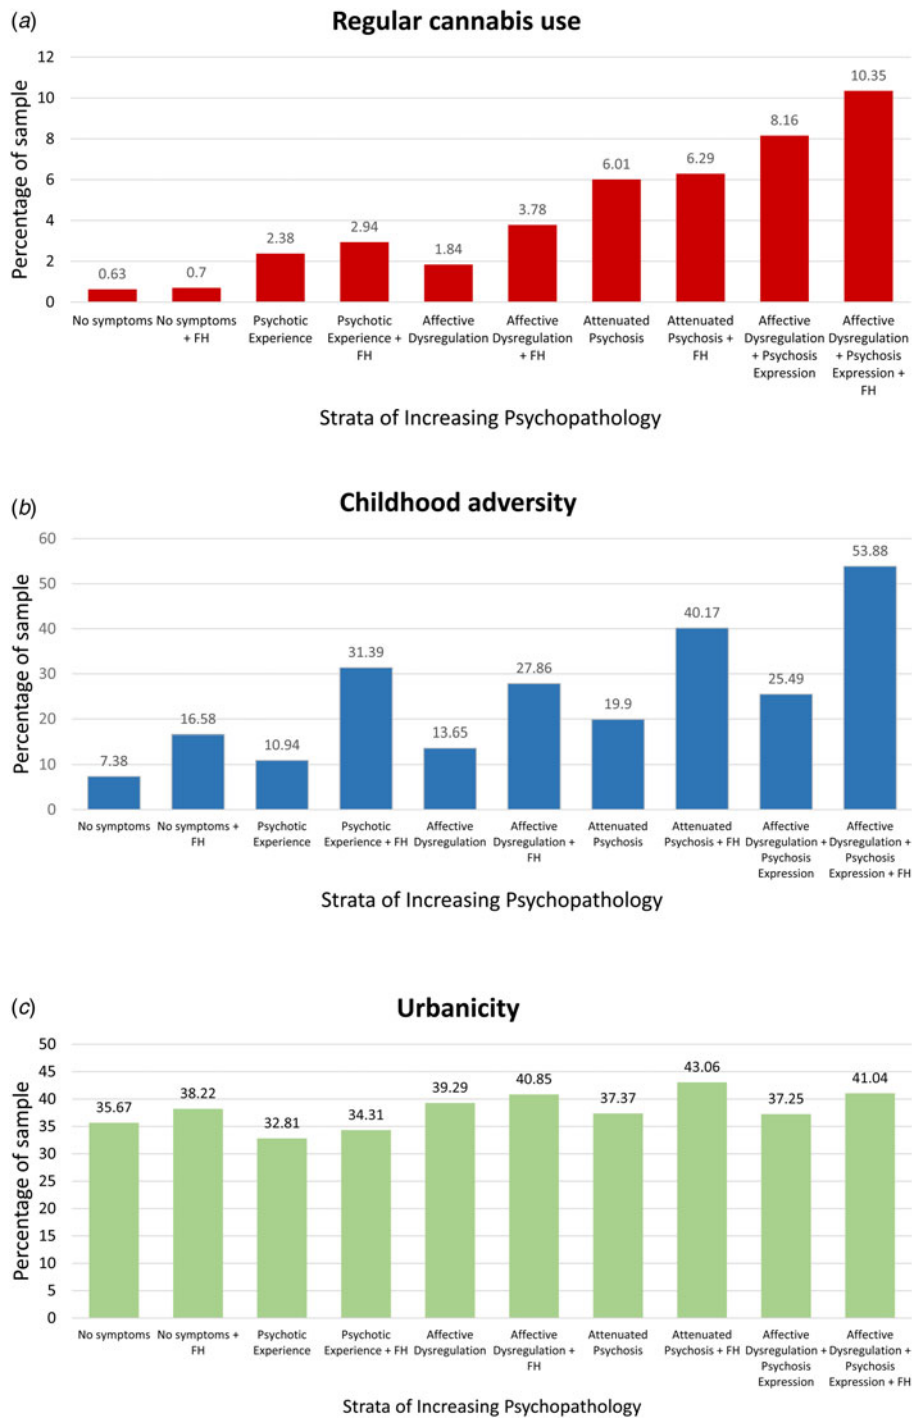 (a)
Regular cannabis use
Percentage of sample
12
10
8
6
4
2
0
0.63
0.7
2.38
2.94
1.84
3.78
6.01
6.29
8.16
10.35
No symptoms
No symptoms
+ FH
Psychotic
Experience
Psychotic
Experience +
FH
Affective
Dysregulation
Affective
Dysregulation
+ FH
Attenuated
Psychosis
Attenuated
Psychosis +
FH
Affective
Dysregulation
+ Psychosis
Expression
Affective
Dysregulation
+ Psychosis
Expression +
FH
Strata of Increasing Psychopathology
(b)
Childhood adversity
Percentage of sample
60
50
40
30
20
10
0
7.38
16.58
10.94
31.39
13.65
27.86
19.9
40.17
25.49
53.88
No symptoms
No symptoms +
FH
Psychotic
Experience
Psychotic
Experience + FH
Affective
Dysregulation
Affective
Dysregulation +
FH
Attenuated
Psychosis
Attenuated
Psychosis + FH
Affective
Dysregulation +
Psychosis
Expression
Affective
Dysregulation +
Psychosis
Expression + FH
Strata of Increasing Psychopathology
(c)
Urbanicity
Percentage of sample
50
45
40
35
30
25
20
15
10
5
0
35.67
38.22
32.81
34.31
39.29
40.85
37.37
43.06
37.25
41.04
No symptoms
No symptoms +
FH
Psychotic
Experience
Psychotic
Experience + FH
Affective
Dysregulation
Affective
Dysregulation +
FH
Attenuated
Psychosis
Attenuated
Psychosis + FH
Affective
Dysregulation +
Psychosis
Expression
Affective
Dysregulation +
Psychosis
Expression + FH
Strata of Increasing Psychopathology